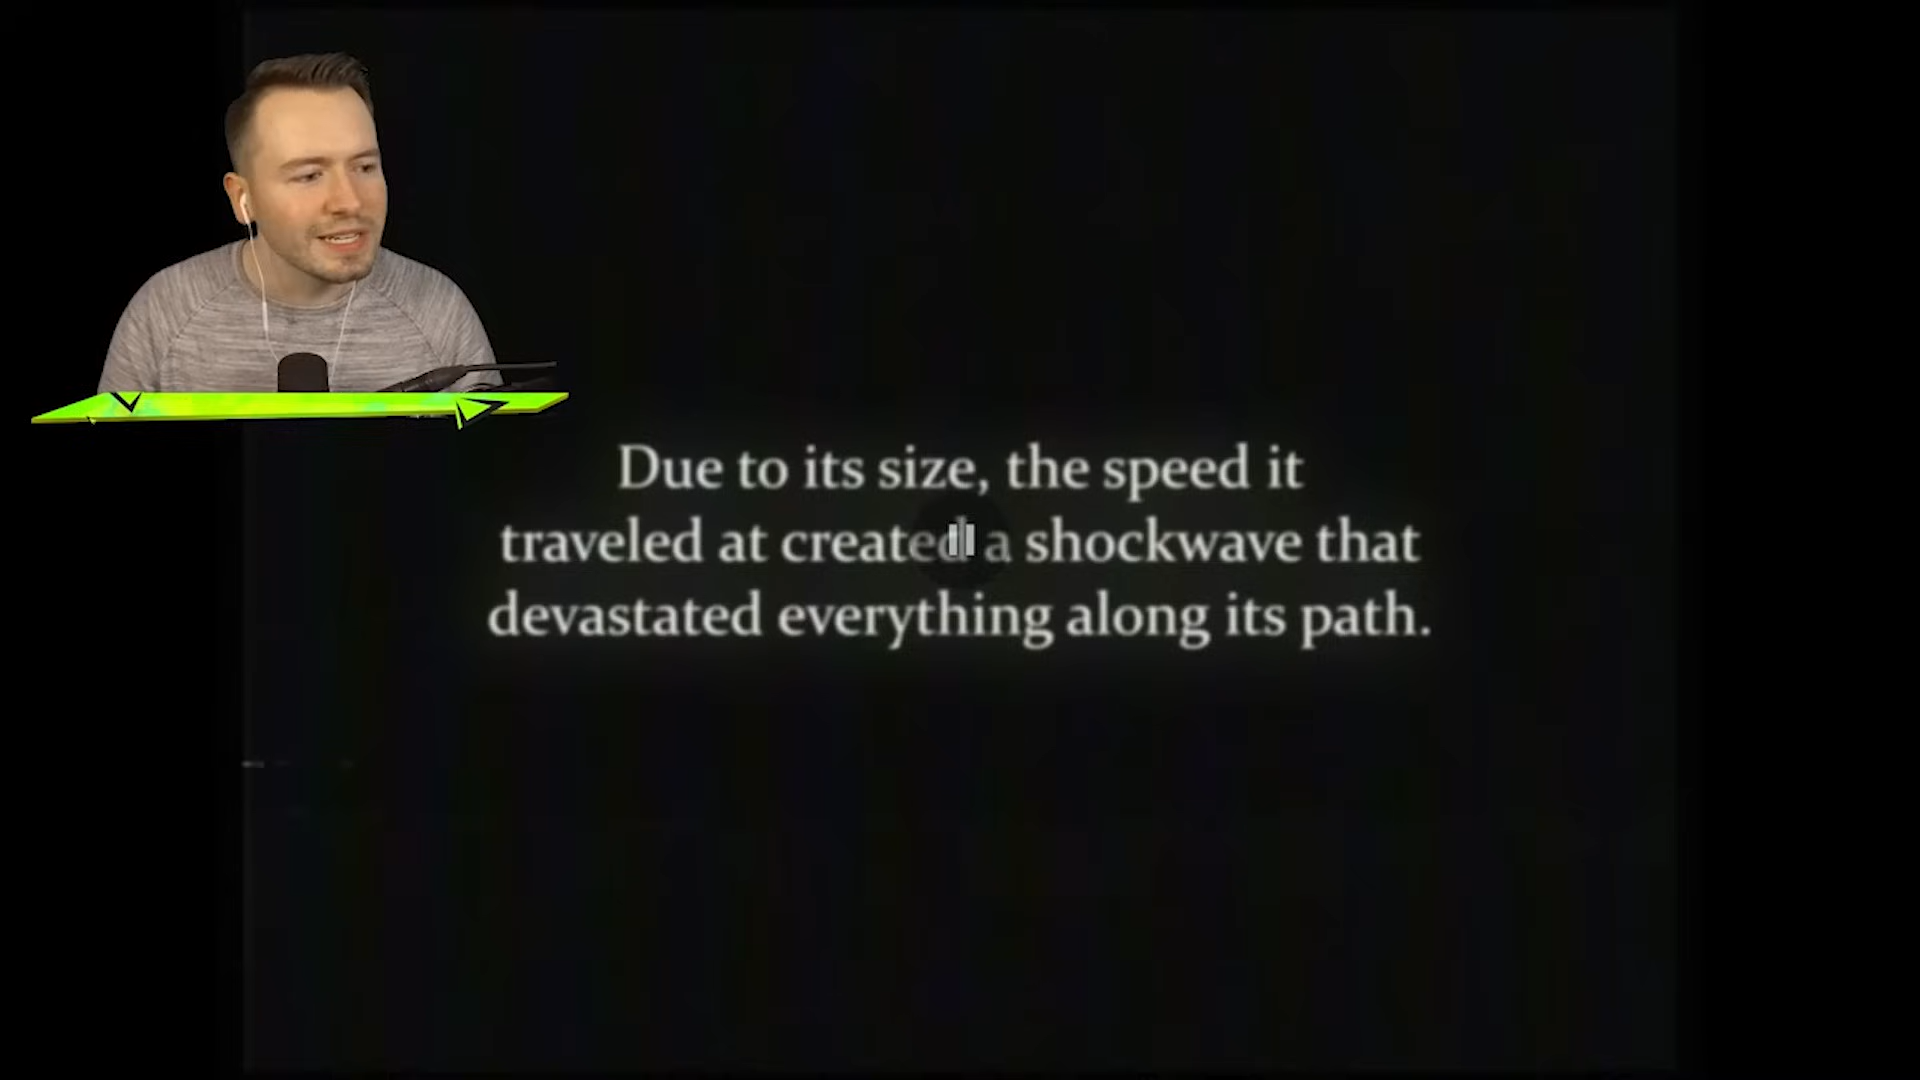 Due to its size, the speed it
traveled at created a shockwave that
devastated everything along its path.